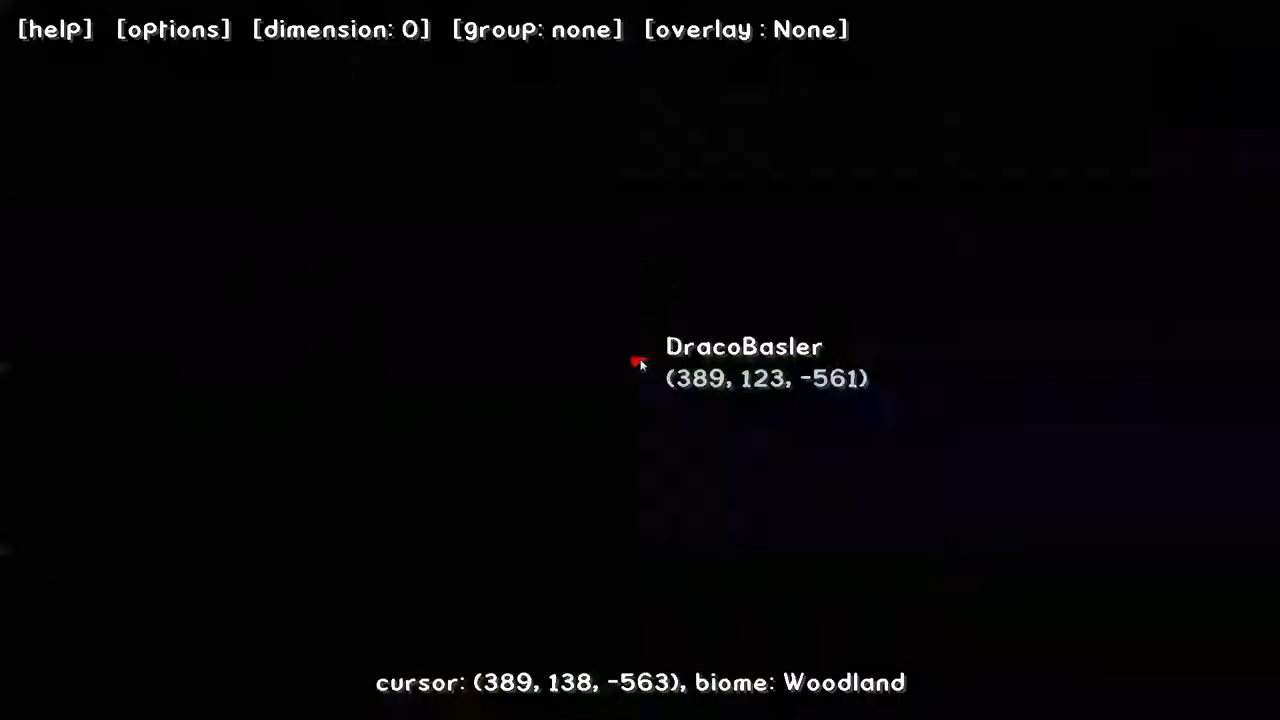 [help] [options] [dimension: 0] [group: none] [overlay : None]
DracoBasler
(389, 123, -561)
cursor: (389, 138, -563), biome: Woodland